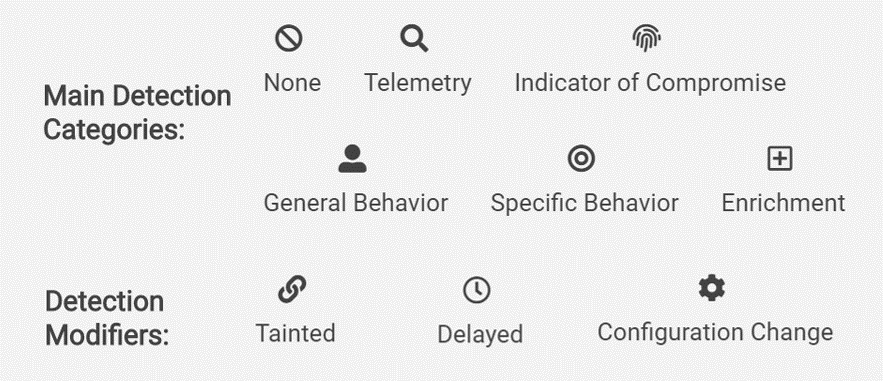 Main Detection
Categories:
None Telemetry Indicator of Compromise
General Behavior Specific Behavior Enrichment
Detection
Modifiers:
Tainted Delayed Configuration Change